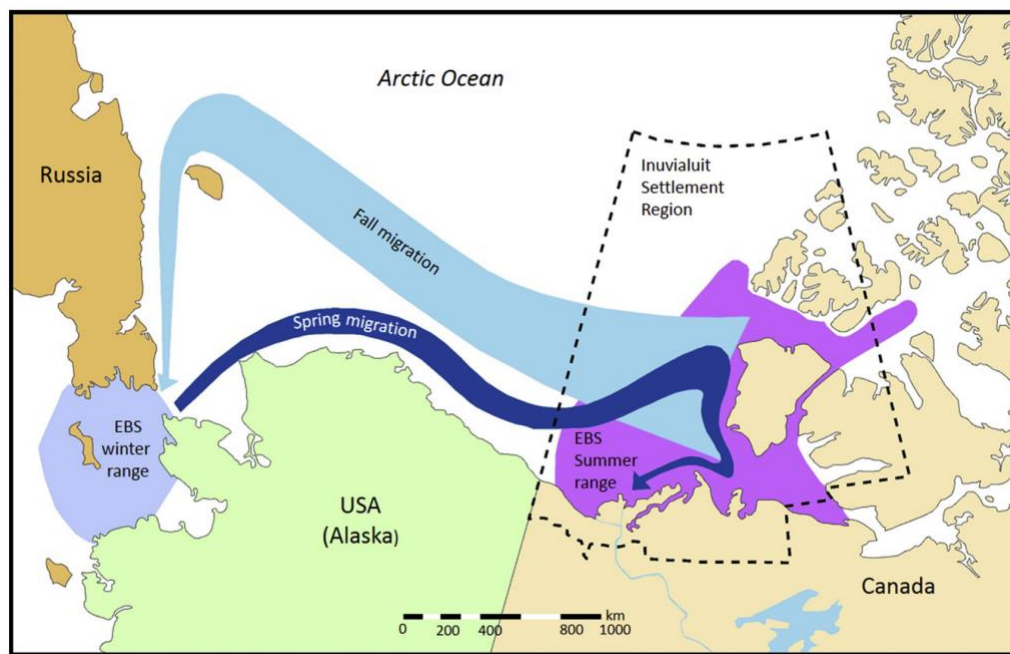 Arctic Ocean
Russia
Inuvialuit
Settlement
Region
Fall migration
Spring migration
EBS
winter
range
EBS
Summer
range
USA
(Alaska)
Canada
km
0 200 400 800 1000